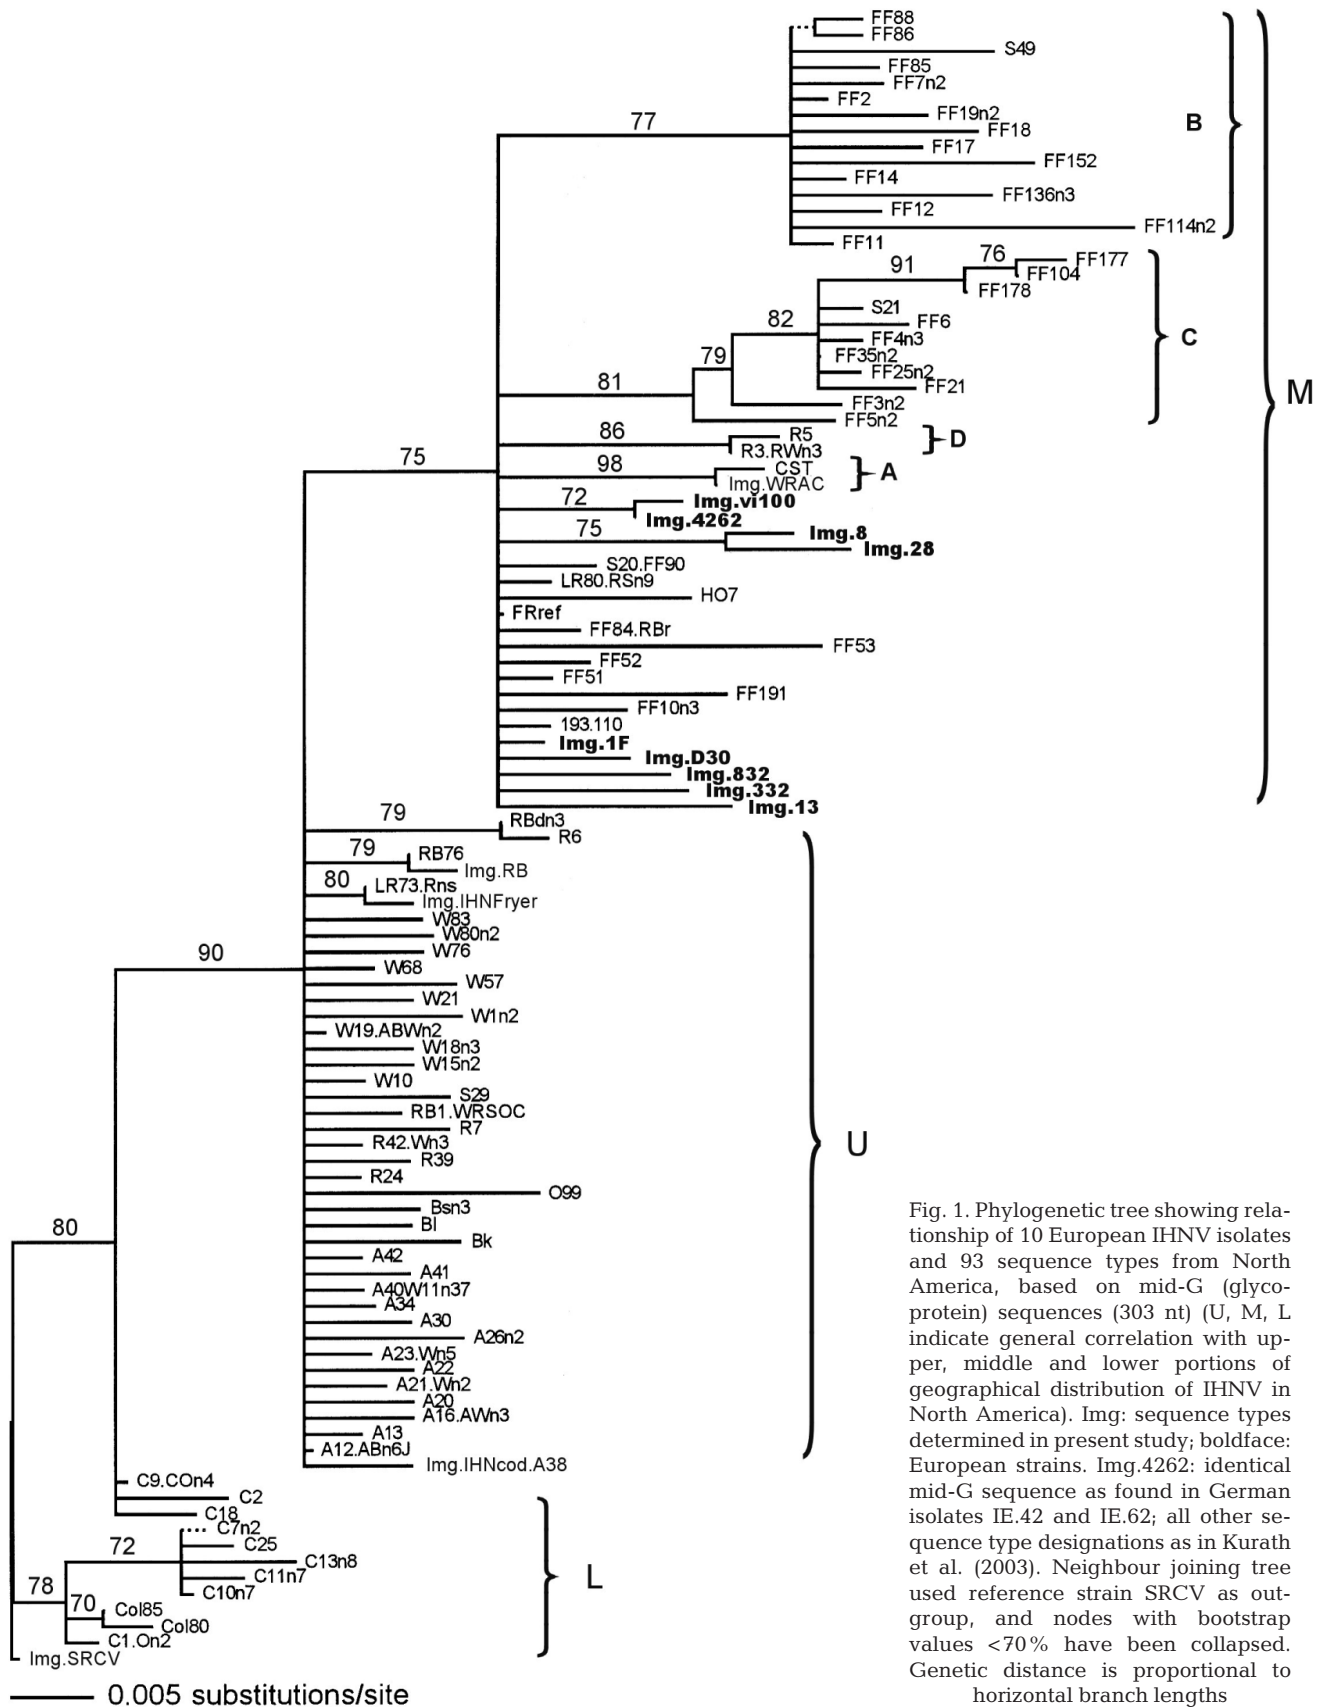 FF88
FF86
S49
FF85
FF7n2
FF2
FF19n2
FF18
FF17
FF152
FF14
FF136n3
FF12
FF114n2
FF11
77
B
FF177
FF104
FF178
76
91
S21
FF6
FF4n3
FF35n2
FF25n2
FF21
FF3n2
FF5n2
82
79
81
C
M
R5
R3.RWn3
86
D
CST
Img.WRAC
98
A
75
Img.vi100
Img.4262
72
Img.8
Img.28
75
S20.FF90
LR80.RSn9
HO7
FRref
FF84.RBr
FF53
FF52
FF51
FF191
FF10n3
193.110
Img.1F
Img.D30
Img.832
Img.332
Img.13
RBdn3
R6
79
RB76
Img.RB
79
LR73.Rns
Img.IHNFryer
80
W83
W80n2
W76
W68
90
W57
W21
W1n2
W19.ABWn2
W18n3
W15n2
W10
S29
RB1.WRSOC
R7
R42.Wn3
R39
R24
U
O99
Bsn3
BI
Bk
A42
A41
A40W11n37
A34
A30
A26n2
A23.Wn5
A22
A21.Wn2
A20
A16.AWn3
A13
A12.ABn6J
Img.IHNcod.A38
80
C9.COn4
C2
C18
C7n2
C25
C13n8
C11n7
C10n7
72
78
70
Col85
Col80
C1.On2
Img.SRCV
L
0.005 substitutions/site
Fig. 1. Phylogenetic tree showing rela-
tionship of 10 European IHNV isolates
and 93 sequence types from North
America, based on mid-G (glyco-
protein) sequences (303 nt) (U, M, L
indicate general correlation with up-
per, middle and lower portions of
geographical distribution of IHNV in
North America). Img: sequence types
determined in present study; boldface:
European strains. Img.4262: identical
mid-G sequence as found in German
isolates IE.42 and IE.62; all other se-
quence type designations as in Kurath
et al. (2003). Neighbour joining tree
used reference strain SRCV as out-
group, and nodes with bootstrap
values <70% have been collapsed.
Genetic distance is proportional to
horizontal branch lengths